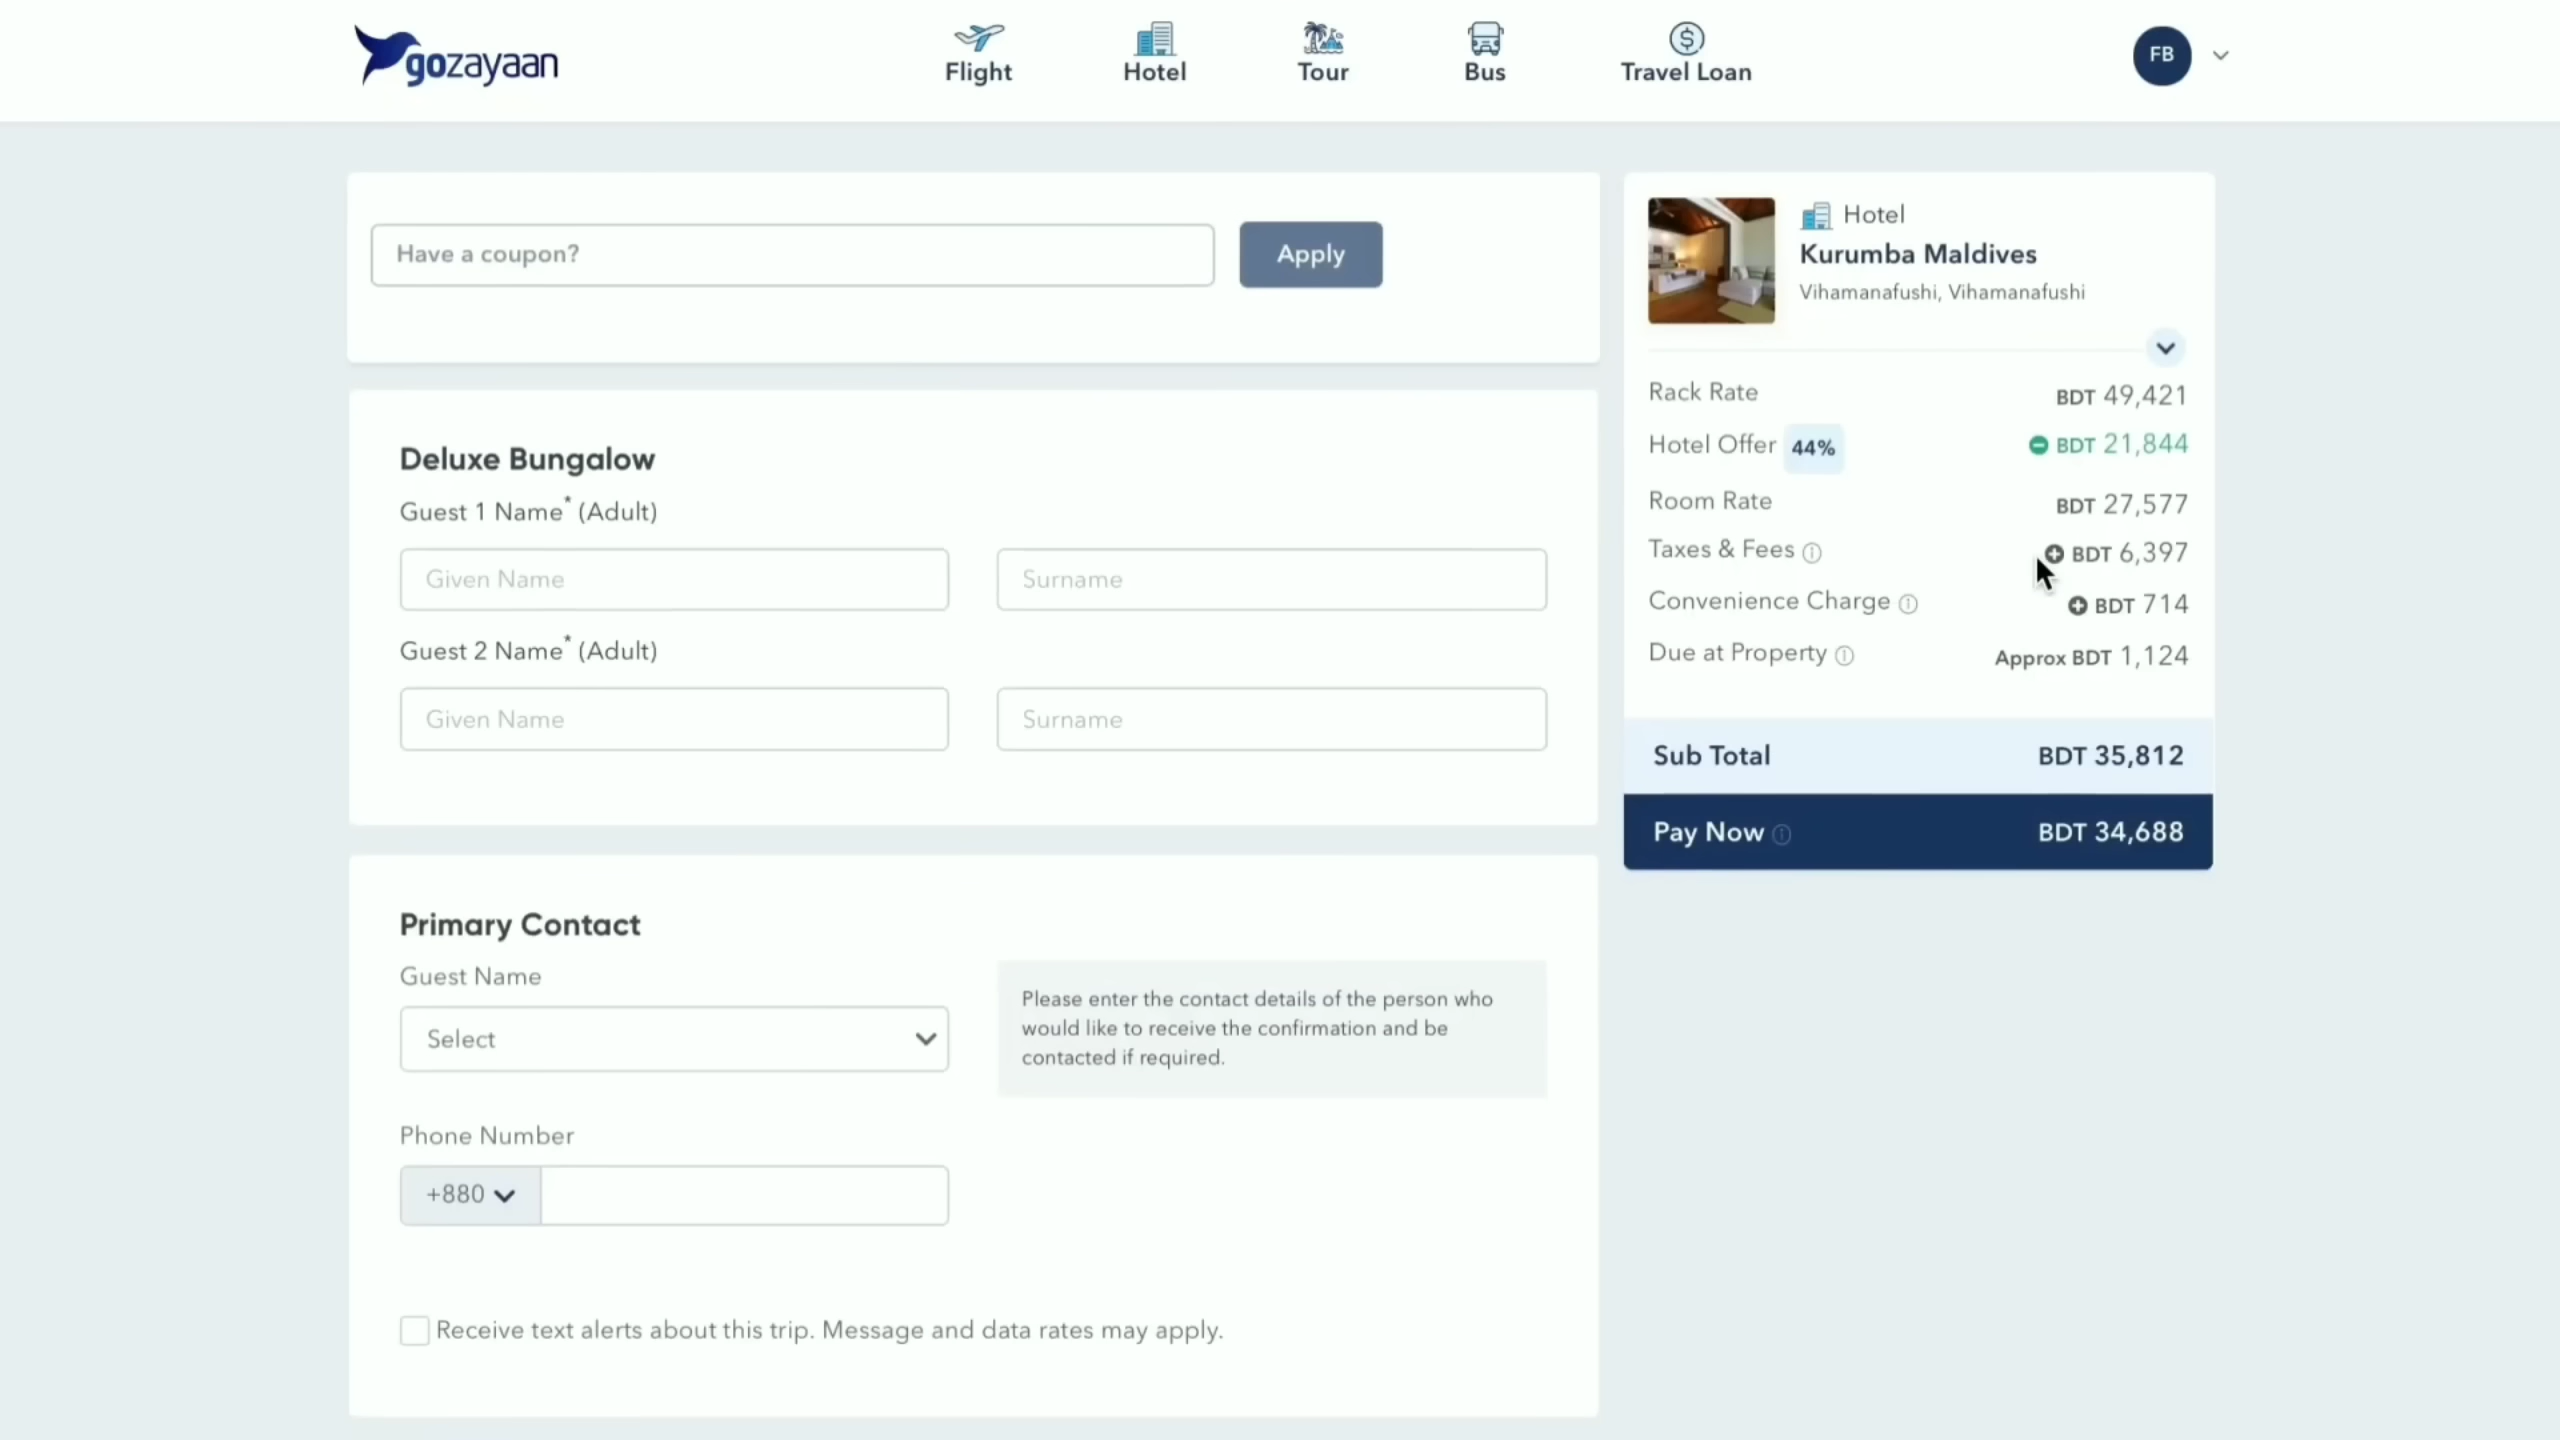 gozayaan
Flight
Hotel
Tour
Bus
Travel Loan
FB
Have a coupon?
Apply
Deluxe Bungalow
Guest 1 Name* (Adult)
Given Name
Surname
Guest 2 Name* (Adult)
Given Name
Surname
Primary Contact
Guest Name
Select
Please enter the contact details of the person who
would like to receive the confirmation and be
contacted if required.
Phone Number
+880
Receive text alerts about this trip. Message and data rates may apply.
Hotel
Kurumba Maldives
Vihamanafushi, Vihamanafushi
Rack Rate BDT 49,421
Hotel Offer 44% BDT 21,844
Room Rate BDT 27,577
Taxes & Fees BDT 6,397
Convenience Charge BDT 714
Due at Property Approx BDT 1,124
Sub Total BDT 35,812
Pay Now BDT 34,688